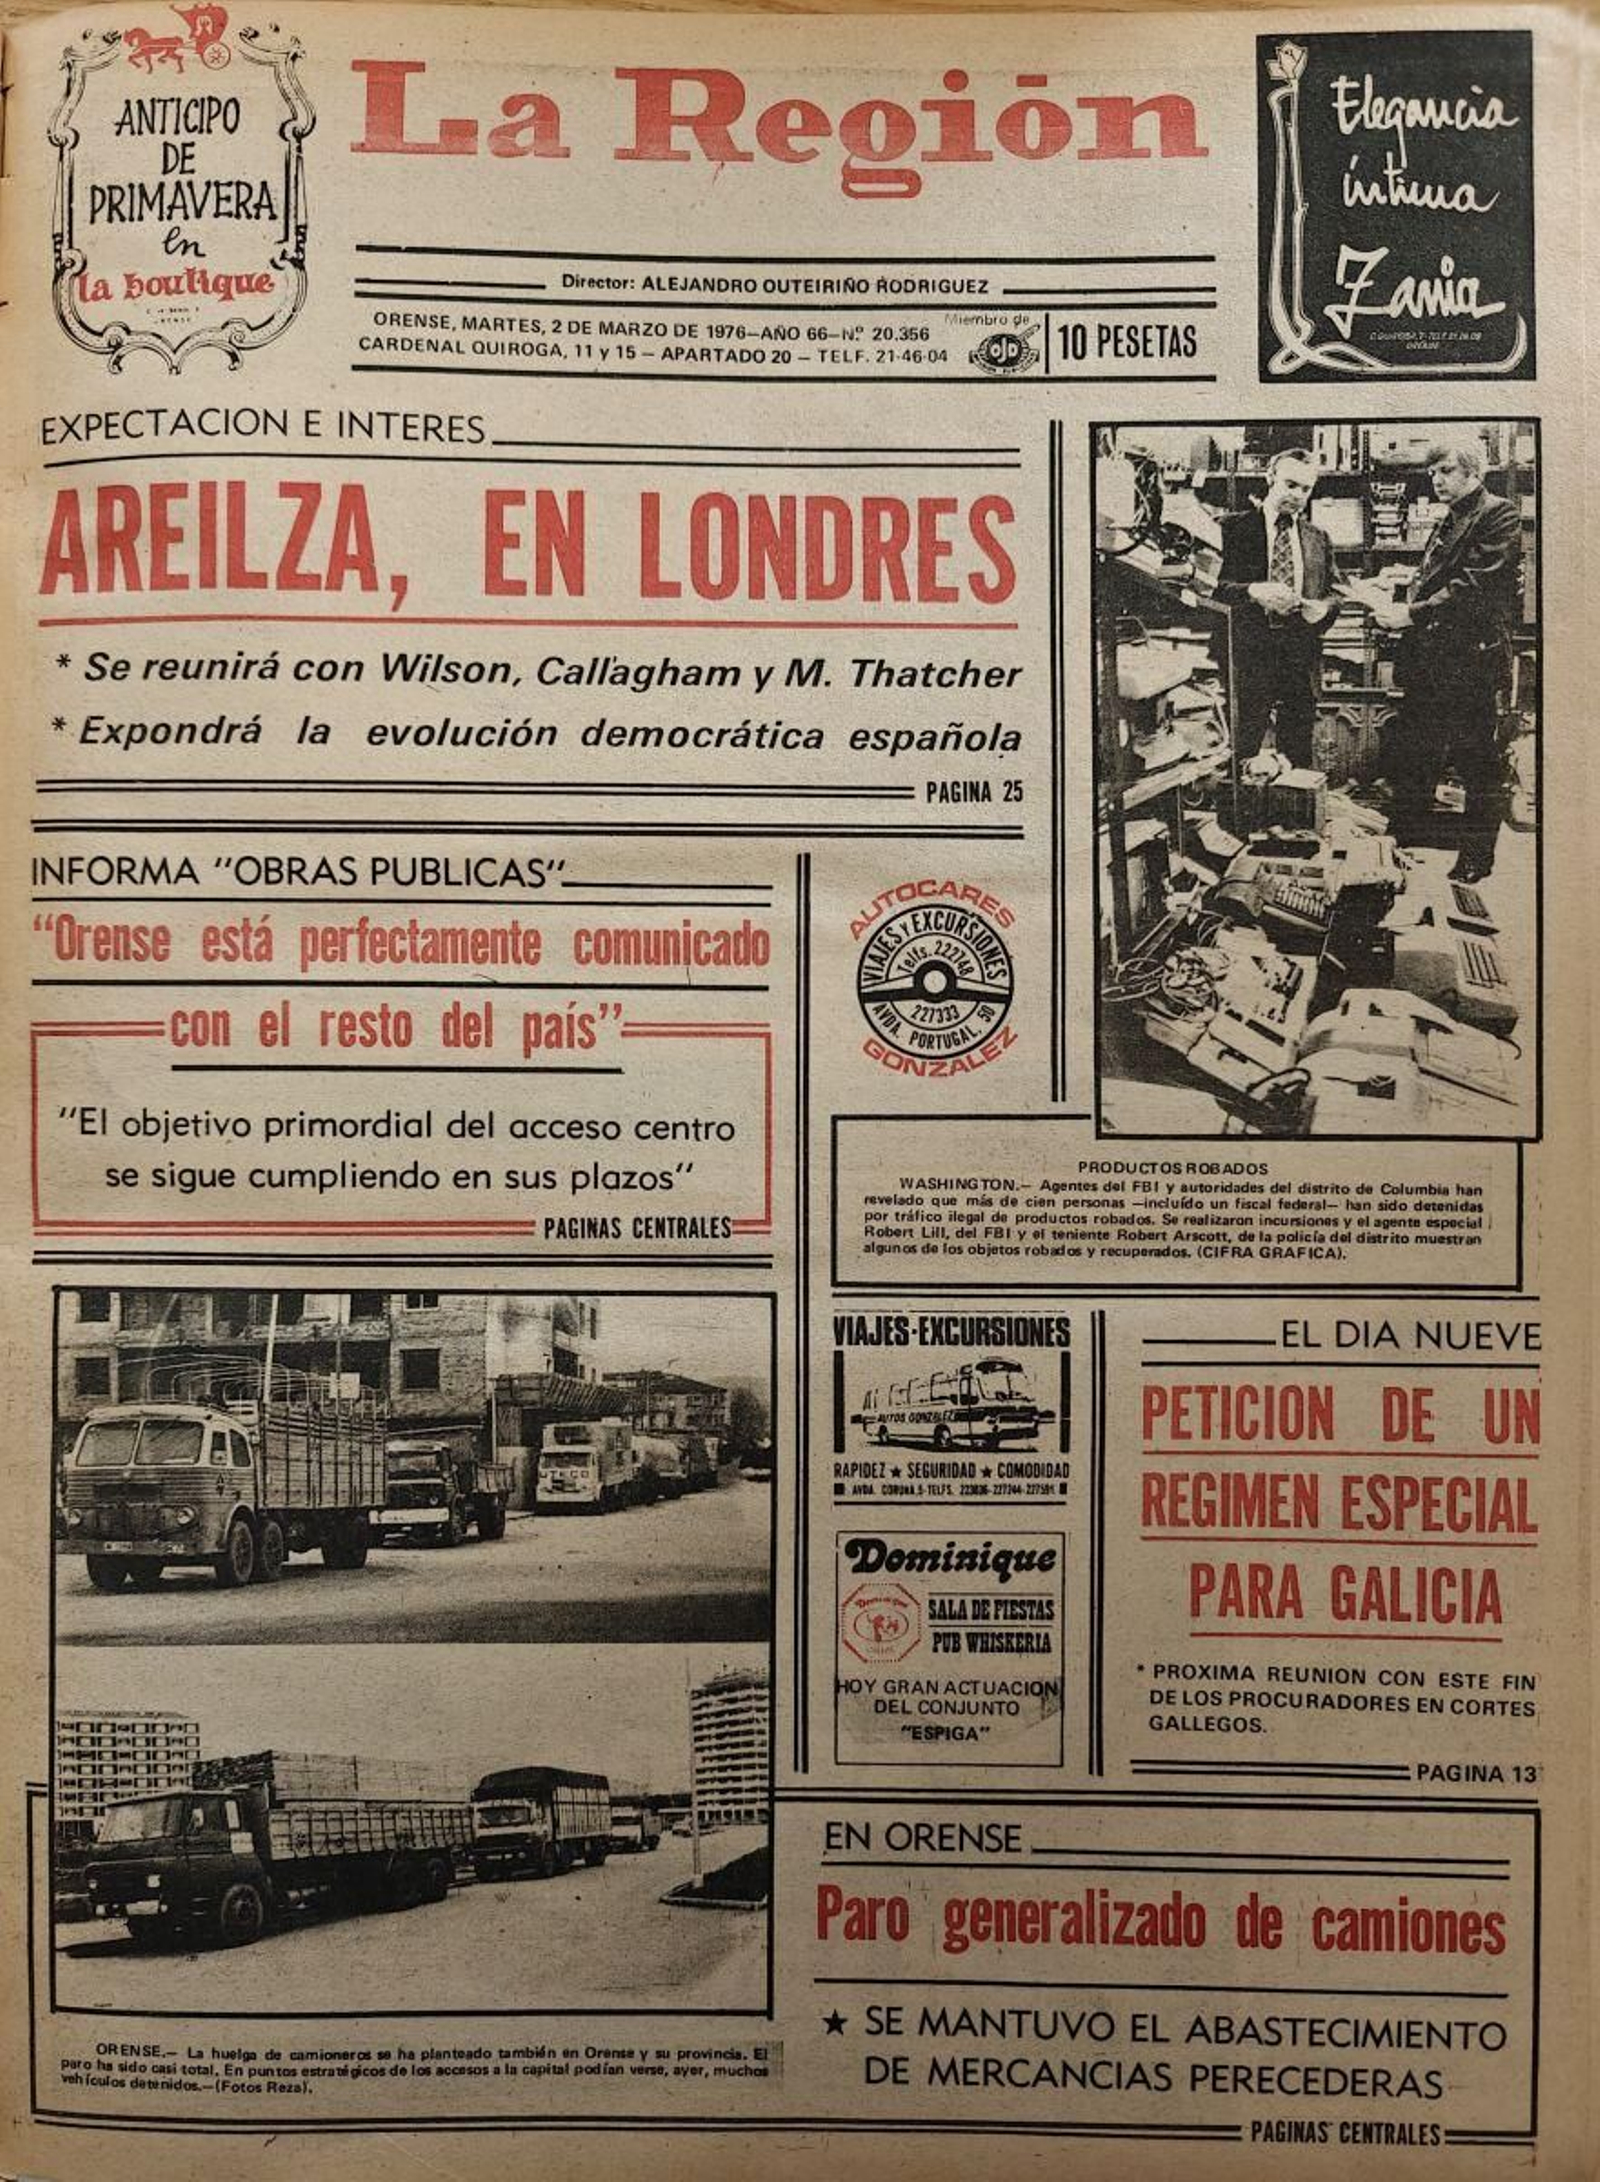 ANTICIPO
DE
PRIMAVERA
en
la boutique
La Región
Elegancia
íntima
Zania
Director: ALEJANDRO OUTEIRIÑO RODRIGUEZ
ORENSE, MARTES, 2 DE MARZO DE 1976—AÑO 66—Nº 20.356
CARDENAL QUIROGA, 11 y 15 — APARTADO 20 — TELF. 21-46-04
Miembro de
ojd
10 PESETAS
EXPECTACION E INTERES
AREILZA, EN LONDRES
* Se reunirá con Wilson, Callagham y M. Thatcher
* Expondrá la evolución democrática española
PAGINA 25
INFORMA "OBRAS PUBLICAS"
"Orense está perfectamente comunicado
con el resto del país"
"El objetivo primordial del acceso centro
se sigue cumpliendo en sus plazos"
PAGINAS CENTRALES
AUTOCARES
VIAJES Y EXCURSIONES
Telfs. 222748
227333
AVDA. PORTUGAL, 50
GONZALEZ
PRODUCTOS ROBADOS
WASHINGTON.— Agentes del FBI y autoridades del distrito de Columbia han
revelado que más de cien personas —incluído un fiscal federal— han sido detenidas
por tráfico ilegal de productos robados. Se realizaron incursiones y el agente especial
Robert Lill, del FBI y el teniente Robert Arscott, de la policía del distrito muestran
algunos de los objetos robados y recuperados. (CIFRA GRAFICA).
VIAJES-EXCURSIONES
AUTOS GONZALEZ
RAPIDEZ ★ SEGURIDAD ★ COMODIDAD
AVDA. CORUÑA, 5-TELFS.
Dominique
SALA DE FIESTAS
PUB WHISKERIA
HOY GRAN ACTUACION
DEL CONJUNTO
"ESPIGA"
EL DIA NUEVE
PETICION DE UN
REGIMEN ESPECIAL
PARA GALICIA
* PROXIMA REUNION CON ESTE FIN
DE LOS PROCURADORES EN CORTES
GALLEGOS.
PAGINA 13
ORENSE.— La huelga de camioneros se ha planteado también en Orense y su provincia. El
paro ha sido casi total. En puntos estratégicos de los accesos a la capital podían verse, ayer, muchos
vehículos detenidos.—(Fotos Reza).
EN ORENSE
Paro generalizado de camiones
★ SE MANTUVO EL ABASTECIMIENTO
DE MERCANCIAS PERECEDERAS
PAGINAS CENTRALES